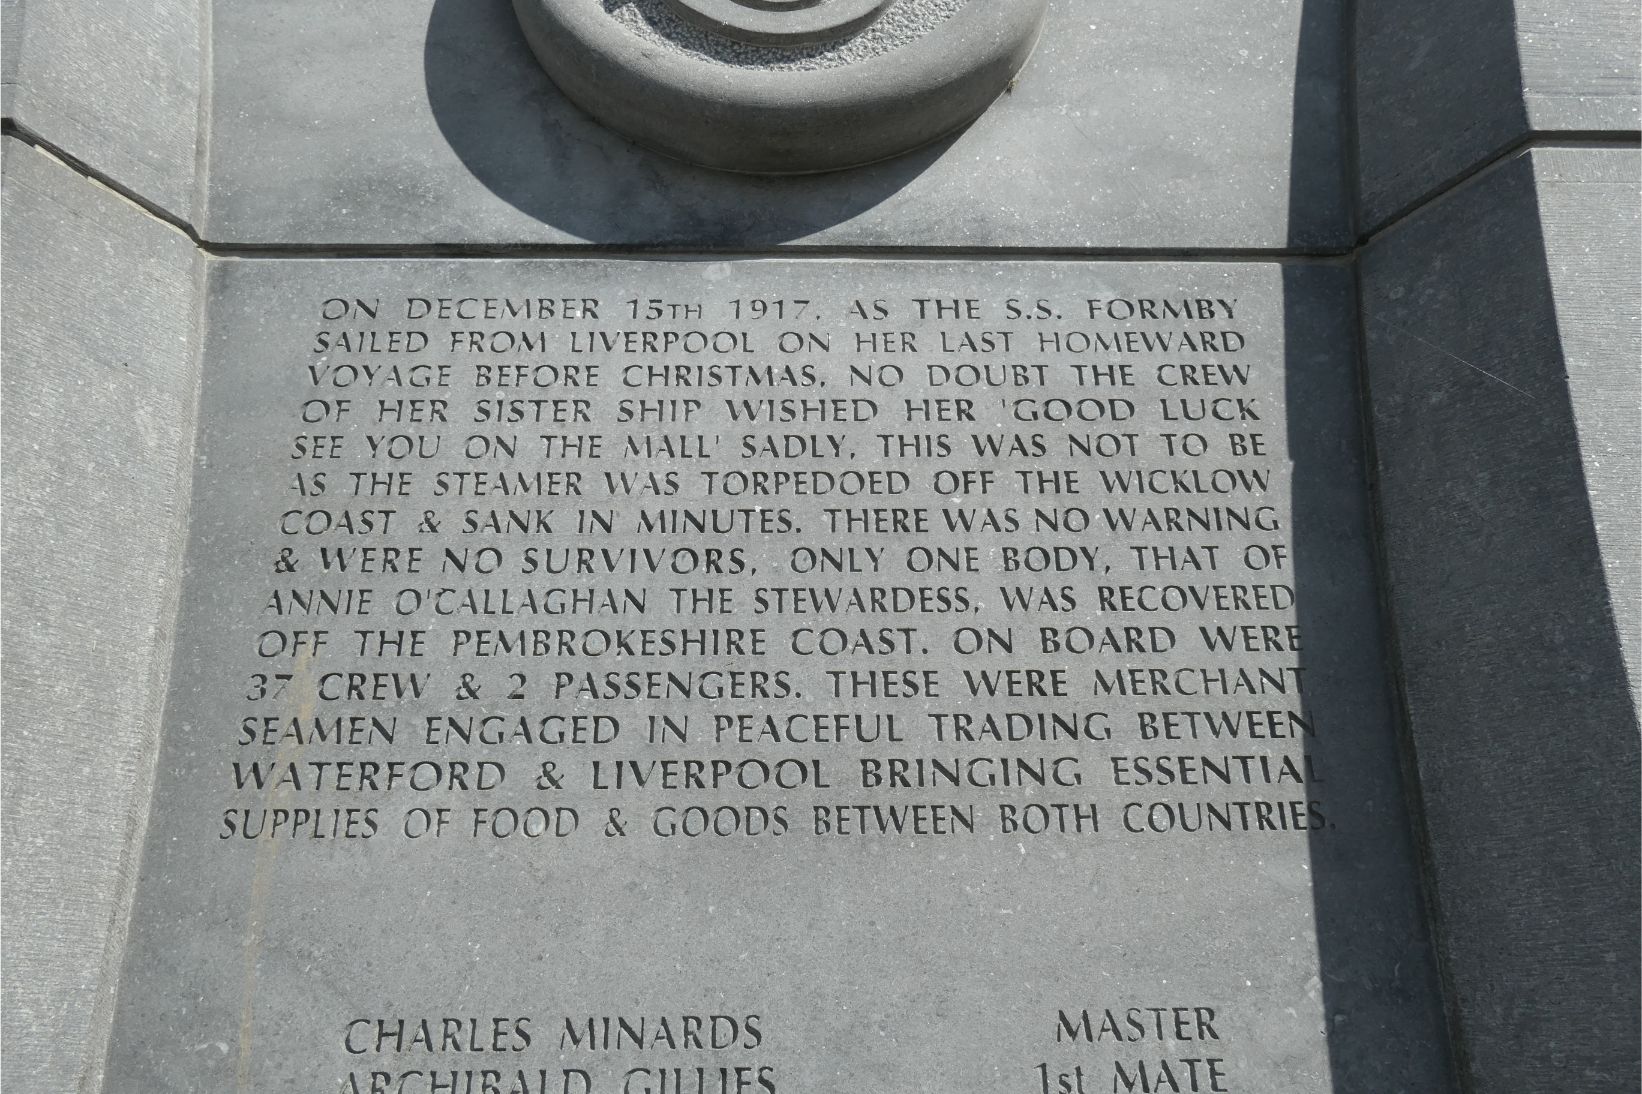 ON DECEMBER 15TH 1917, AS THE S.S. FORMBY
SAILED FROM LIVERPOOL ON HER LAST HOMEWARD
VOYAGE BEFORE CHRISTMAS, NO DOUBT THE CREW
OF HER SISTER SHIP WISHED HER 'GOOD LUCK
SEE YOU ON THE MALL' SADLY, THIS WAS NOT TO BE
AS THE STEAMER WAS TORPEDOED OFF THE WICKLOW
COAST & SANK IN MINUTES. THERE WAS NO WARNING
& WERE NO SURVIVORS, ONLY ONE BODY, THAT OF
ANNIE O'CALLAGHAN THE STEWARDESS, WAS RECOVERED
OFF THE PEMBROKESHIRE COAST. ON BOARD WERE
37 CREW & 2 PASSENGERS. THESE WERE MERCHANT
SEAMEN ENGAGED IN PEACEFUL TRADING BETWEEN
WATERFORD & LIVERPOOL BRINGING ESSENTIAL
SUPPLIES OF FOOD & GOODS BETWEEN BOTH COUNTRIES.
CHARLES MINARDS MASTER
ARCHIBALD GILLIES 1st MATE